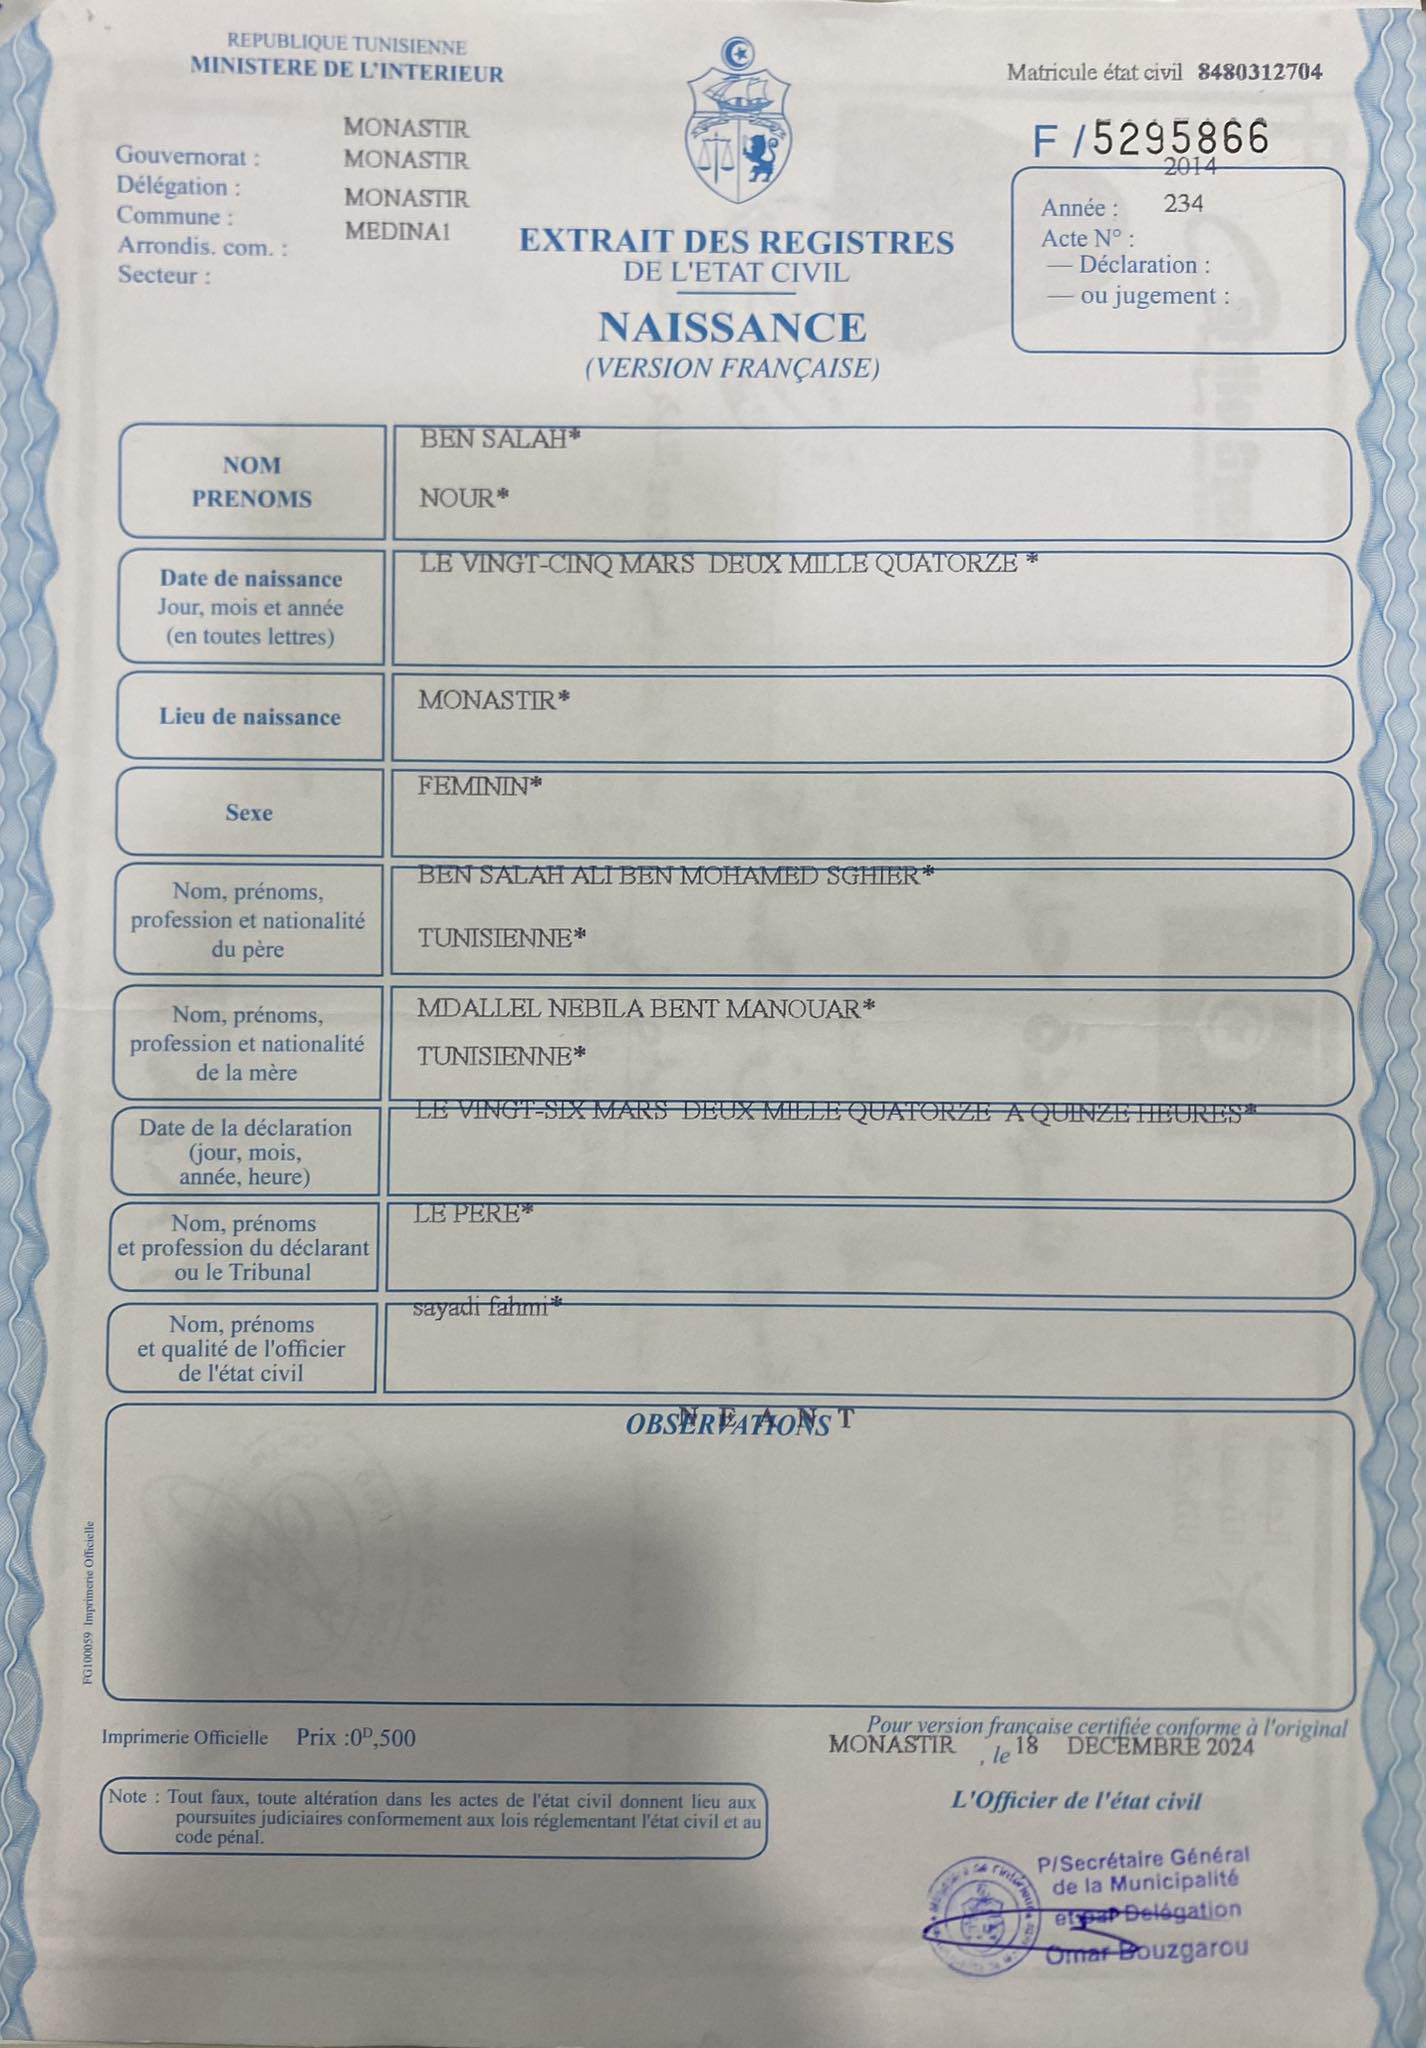 REPUBLIQUE TUNISIENNE
MINISTERE DE L'INTERIEUR
Matricule état civil 8480312704
F / 5295866
MONASTIR
Gouvernorat : MONASTIR
Délégation :
Commune : MONASTIR
Arrondis. com. : MEDINA1
Secteur :
2014
Année : 234
Acte N° :
— Déclaration :
— ou jugement :
EXTRAIT DES REGISTRES
DE L'ETAT CIVIL
NAISSANCE
(VERSION FRANÇAISE)
NOM
PRENOMS
BEN SALAH*
NOUR*
Date de naissance
Jour, mois et année
(en toutes lettres)
LE VINGT-CINQ MARS DEUX MILLE QUATORZE *
Lieu de naissance
MONASTIR*
Sexe
FEMININ*
Nom, prénoms,
profession et nationalité
du père
BEN SALAH ALI BEN MOHAMED SGHIER*
TUNISIENNE*
Nom, prénoms,
profession et nationalité
de la mère
MDALLEL NEBILA BENT MANOUAR*
TUNISIENNE*
Date de la déclaration
(jour, mois,
année, heure)
LE VINGT-SIX MARS DEUX MILLE QUATORZE A QUINZE HEURES*
Nom, prénoms
et profession du déclarant
ou le Tribunal
LE PERE*
Nom, prénoms
et qualité de l'officier
de l'état civil
sayadi fahmi*
OBSERVATIONS
N E A N T
FG100059 Imprimerie Officielle
Imprimerie Officielle Prix :0D,500
Pour version française certifiée conforme à l'original
MONASTIR , le 18 DECEMBRE 2024
Note : Tout faux, toute altération dans les actes de l'état civil donnent lieu aux
poursuites judiciaires conformement aux lois réglementant l'état civil et au
code pénal.
L'Officier de l'état civil
P/Secrétaire Général
de la Municipalité
et par Delégation
Omar Bouzgarou